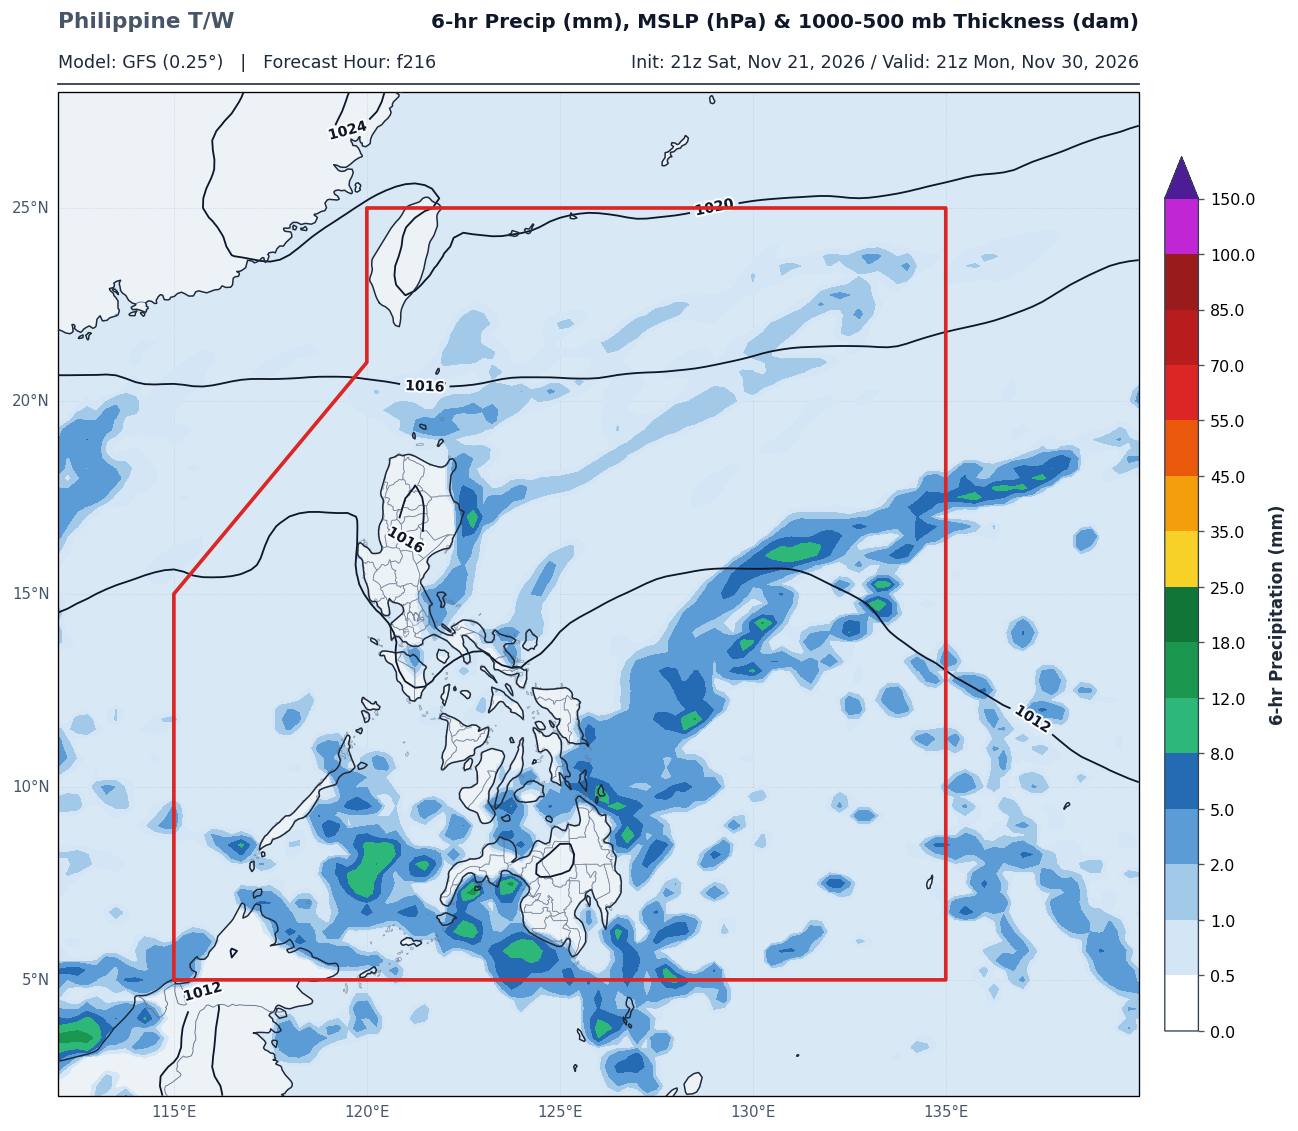 Philippine T/W
6-hr Precip (mm), MSLP (hPa) & 1000-500 mb Thickness (dam)
Model: GFS (0.25°) | Forecast Hour: f216
Init: 21z Sat, Nov 21, 2026 / Valid: 21z Mon, Nov 30, 2026
1024
1020
1016
1016
1012
1012
25°N
20°N
15°N
10°N
5°N
115°E
120°E
125°E
130°E
135°E
150.0
100.0
85.0
70.0
55.0
45.0
35.0
25.0
18.0
12.0
8.0
5.0
2.0
1.0
0.5
0.0
6-hr Precipitation (mm)